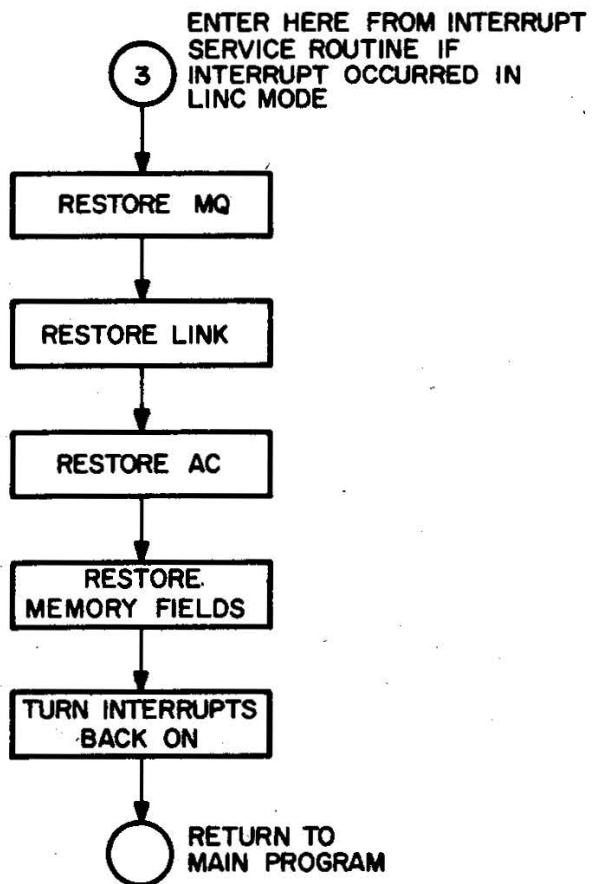 ENTER HERE FROM INTERRUPT
SERVICE ROUTINE IF
INTERRUPT OCCURRED IN
LINC MODE
3
RESTORE MQ
RESTORE LINK
RESTORE AC
RESTORE
MEMORY FIELDS
TURN INTERRUPTS
BACK ON
RETURN TO
MAIN PROGRAM